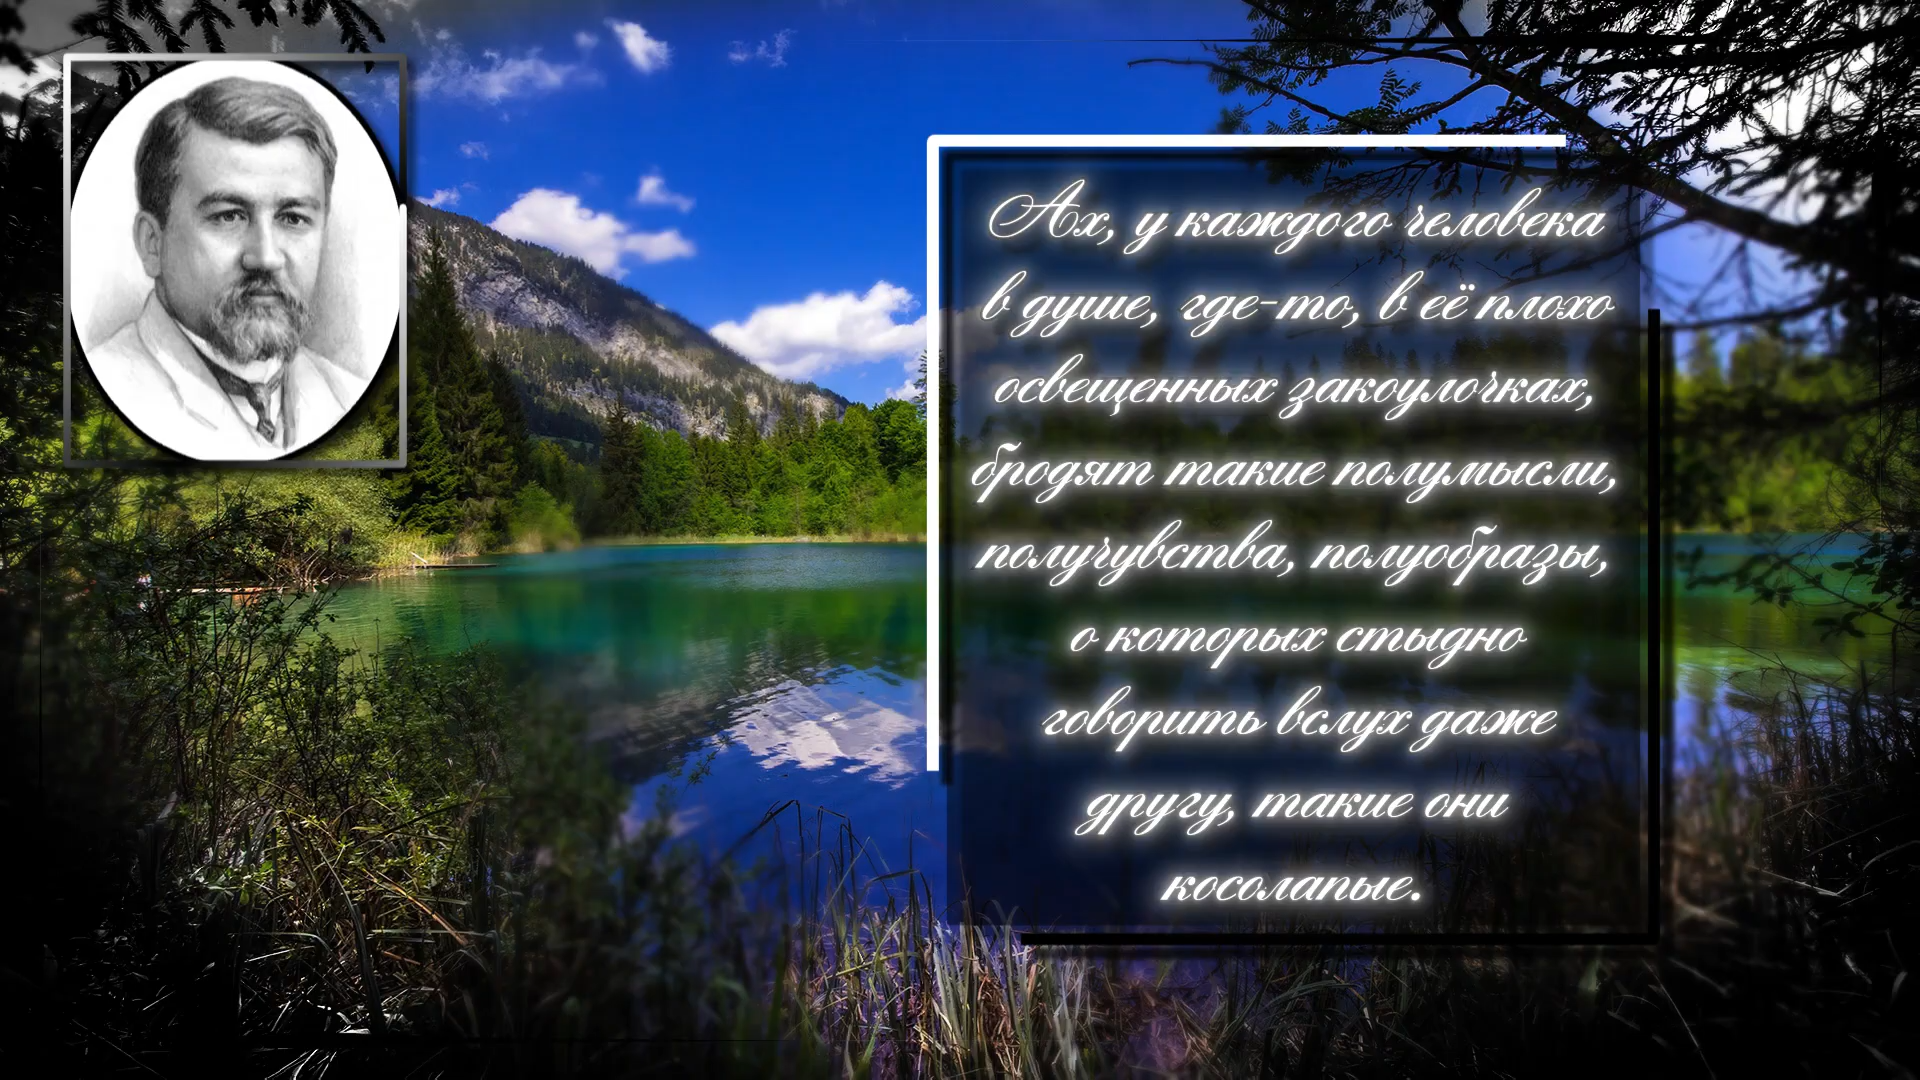 Ах, у каждого человека
в душе, где-то, в её плохо
освещенных закоулочках,
бродят такие полумысли,
получувства, полуобразы,
о которых стыдно
говорить вслух даже
другу, такие они
косолапые.